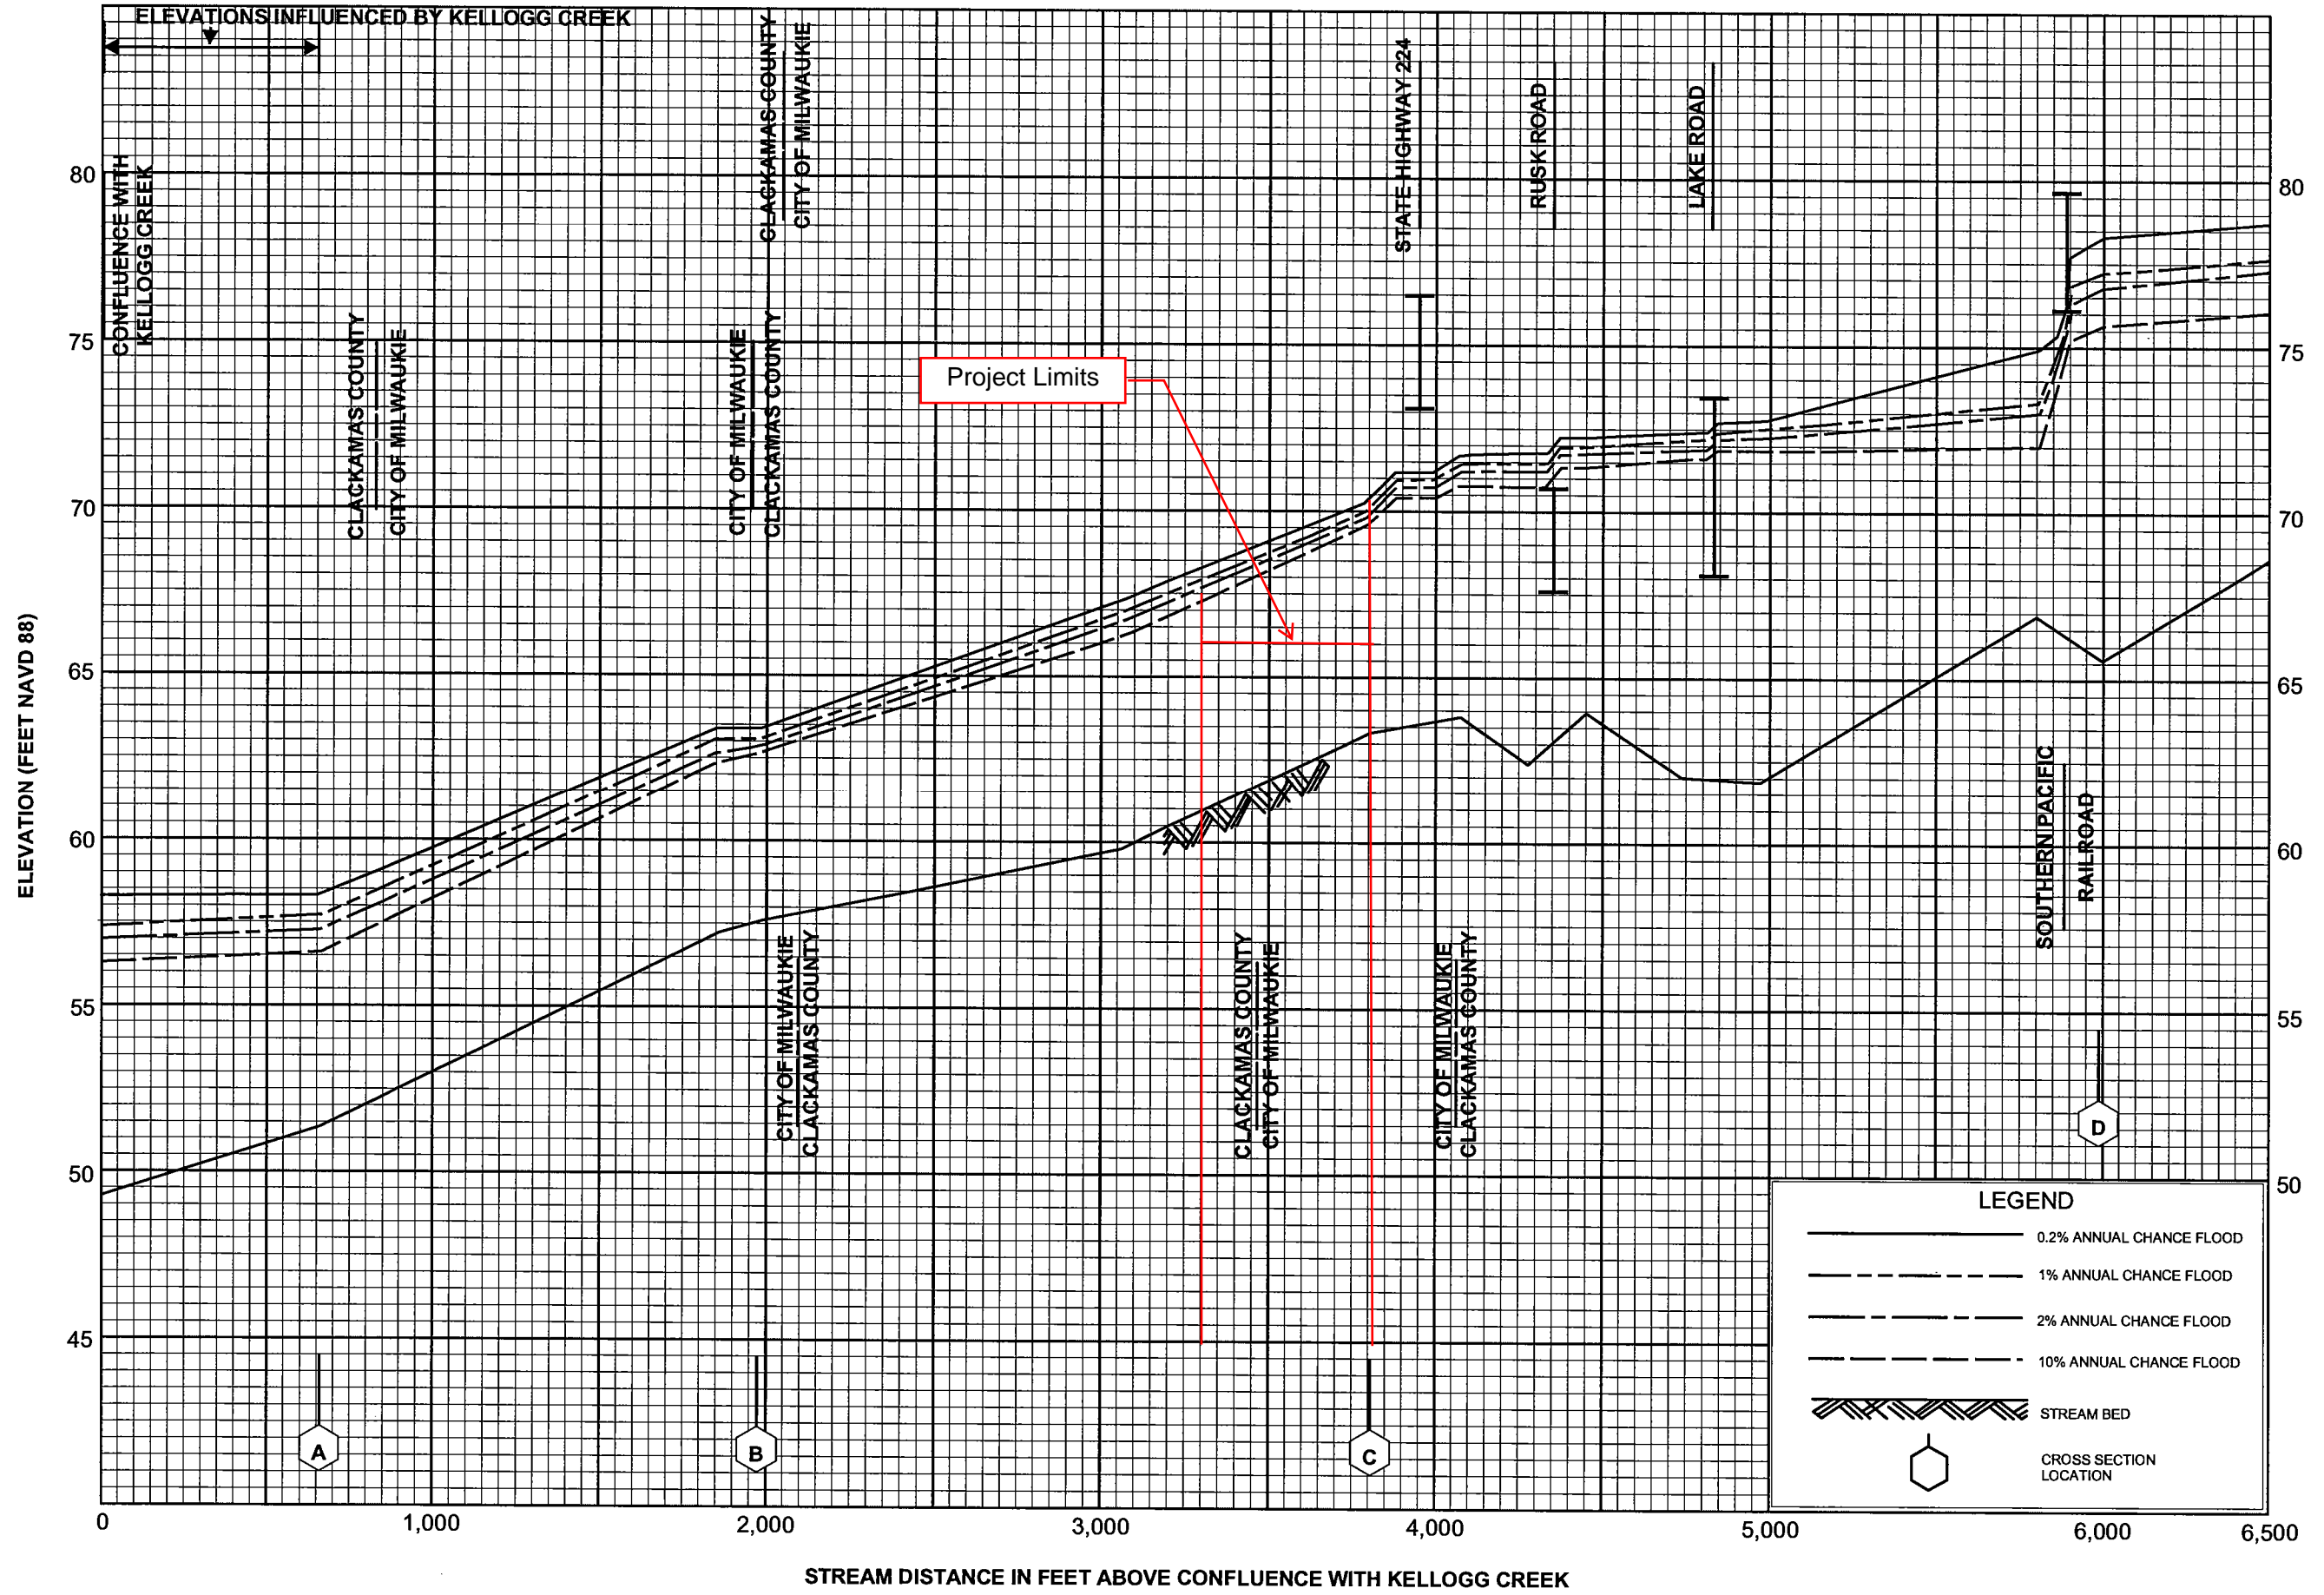 ELEVATIONS INFLUENCED BY KELLOGG CREEK
CONFLUENCE WITH
KELLOGG CREEK
CLACKAMAS COUNTY
CITY OF MILWAUKIE
CITY OF MILWAUKIE
CLACKAMAS COUNTY
CLACKAMAS COUNTY
CITY OF MILWAUKIE
STATE HIGHWAY 224
RUSK ROAD
LAKE ROAD
Project Limits
CITY OF MILWAUKIE
CLACKAMAS COUNTY
CLACKAMAS COUNTY
CITY OF MILWAUKIE
CITY OF MILWAUKIE
CLACKAMAS COUNTY
SOUTHERN PACIFIC
RAILROAD
ELEVATION (FEET NAVD 88)
80
75
70
65
60
55
50
45
80
75
70
65
60
55
50
A
B
C
D
LEGEND
0.2% ANNUAL CHANCE FLOOD
1% ANNUAL CHANCE FLOOD
2% ANNUAL CHANCE FLOOD
10% ANNUAL CHANCE FLOOD
STREAM BED
CROSS SECTION
LOCATION
0 1,000 2,000 3,000 4,000 5,000 6,000 6,500
STREAM DISTANCE IN FEET ABOVE CONFLUENCE WITH KELLOGG CREEK